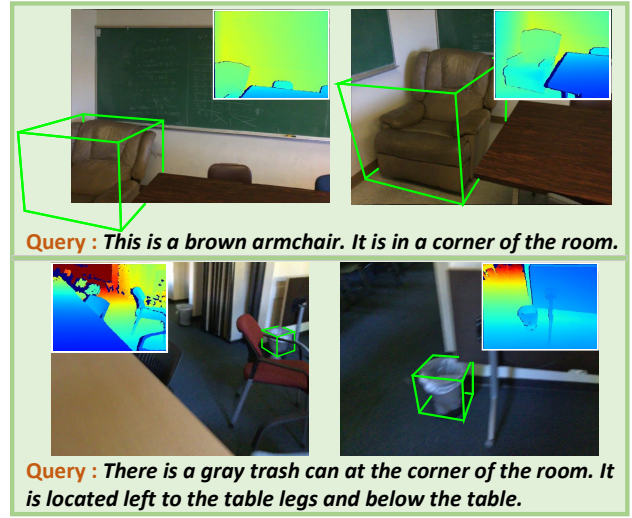 Query : This is a brown armchair. It is in a corner of the room.
Query : There is a gray trash can at the corner of the room. It
is located left to the table legs and below the table.